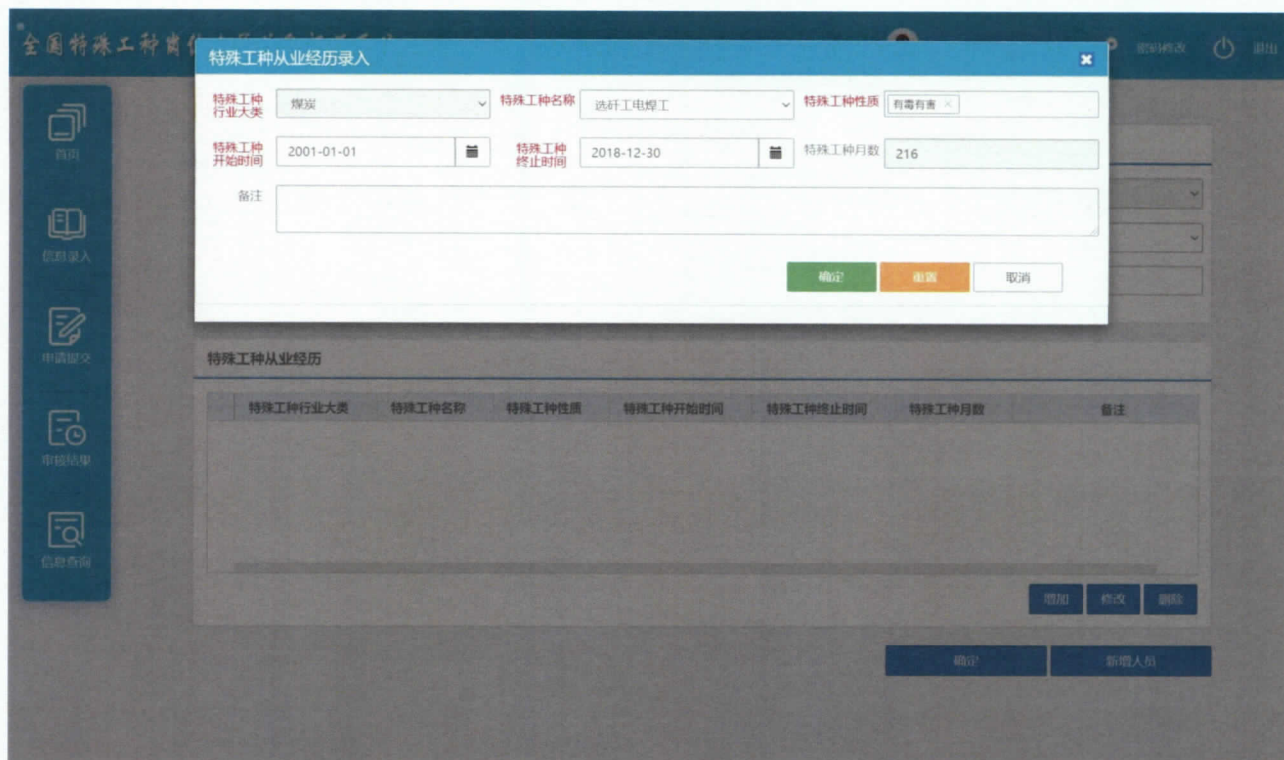 全国特殊工种岗位
密码修改
退出
特殊工种从业经历录入
特殊工种行业大类
煤炭
特殊工种名称
选矸工电焊工
特殊工种性质
有毒有害 ×
特殊工种开始时间
2001-01-01
特殊工种终止时间
2018-12-30
特殊工种月数
216
备注
确定
重置
取消
首页
信息录入
申请提交
审核结果
信息查询
特殊工种从业经历
特殊工种行业大类 特殊工种名称 特殊工种性质 特殊工种开始时间 特殊工种终止时间 特殊工种月数 备注
增加 修改 删除
确定 新增人员